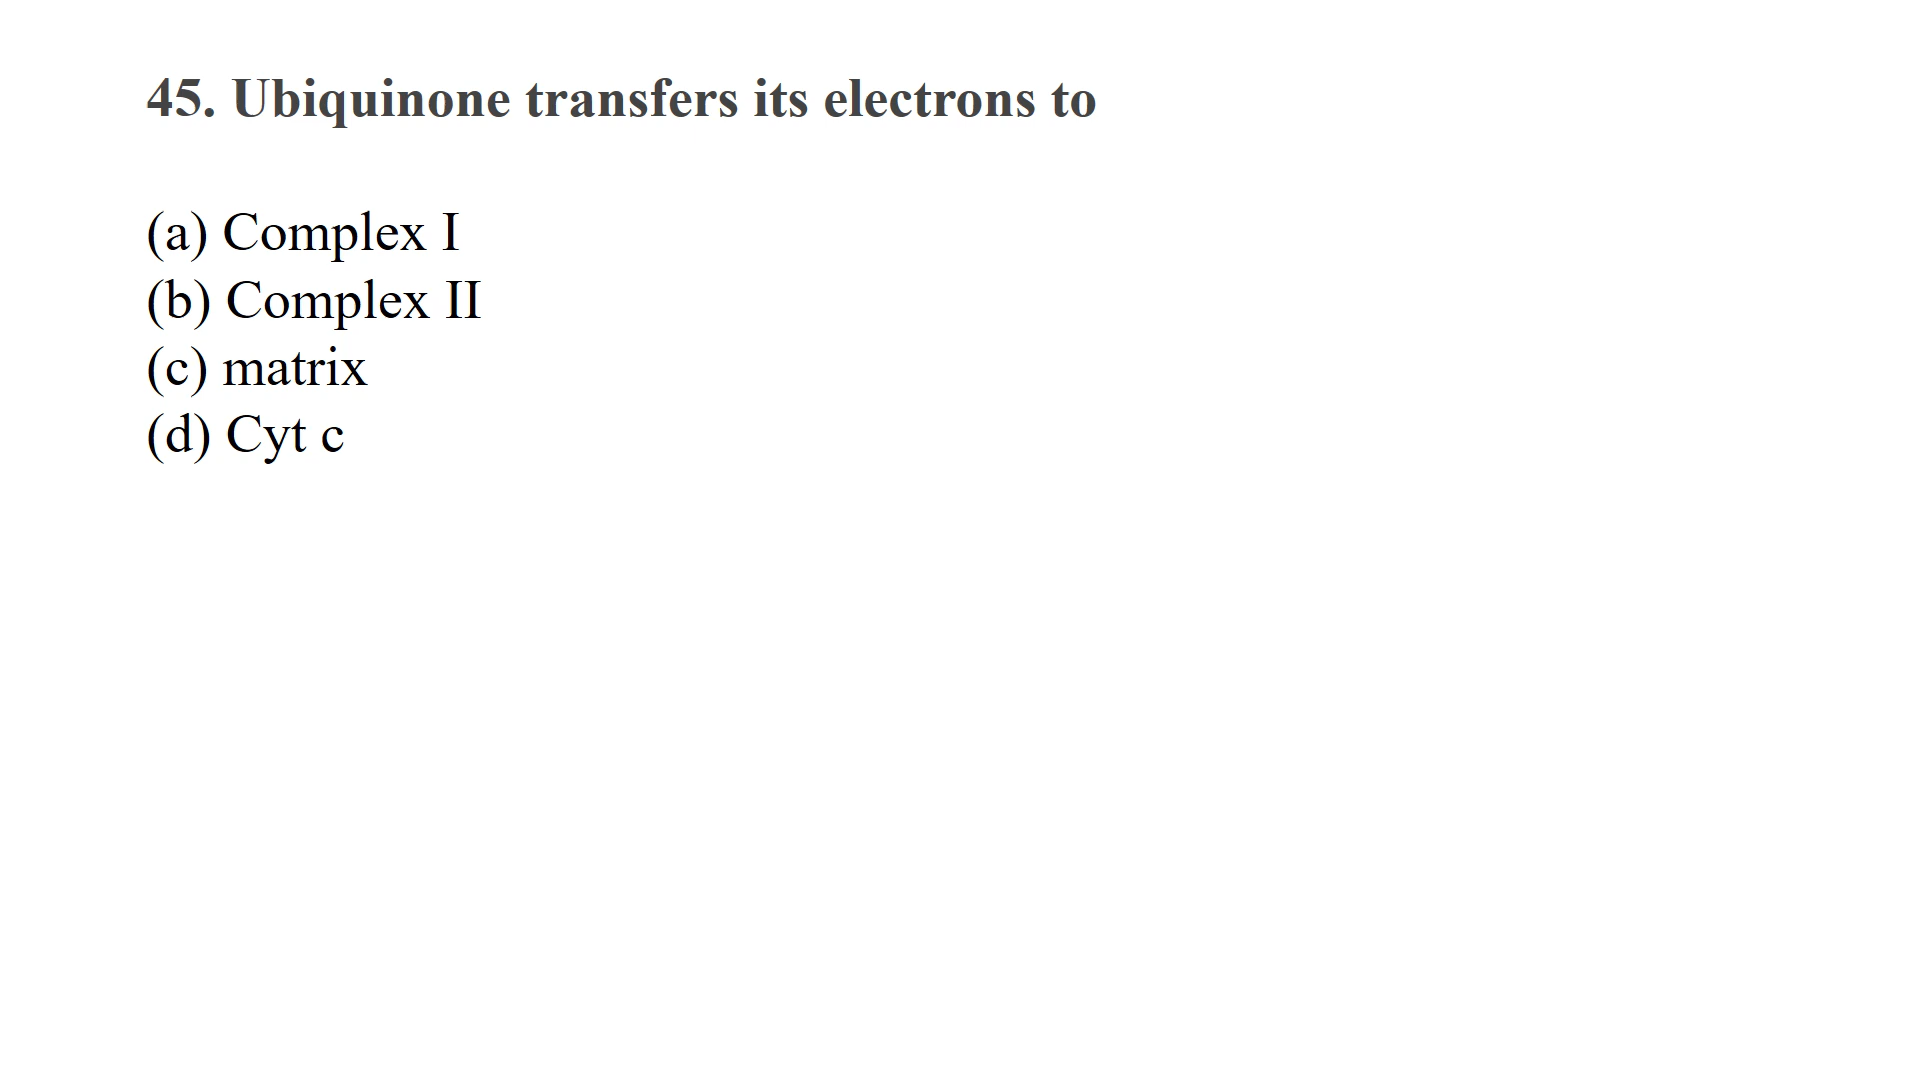 45. Ubiquinone transfers its electrons to
(a) Complex I
(b) Complex II
(c) matrix
(d) Cyt c